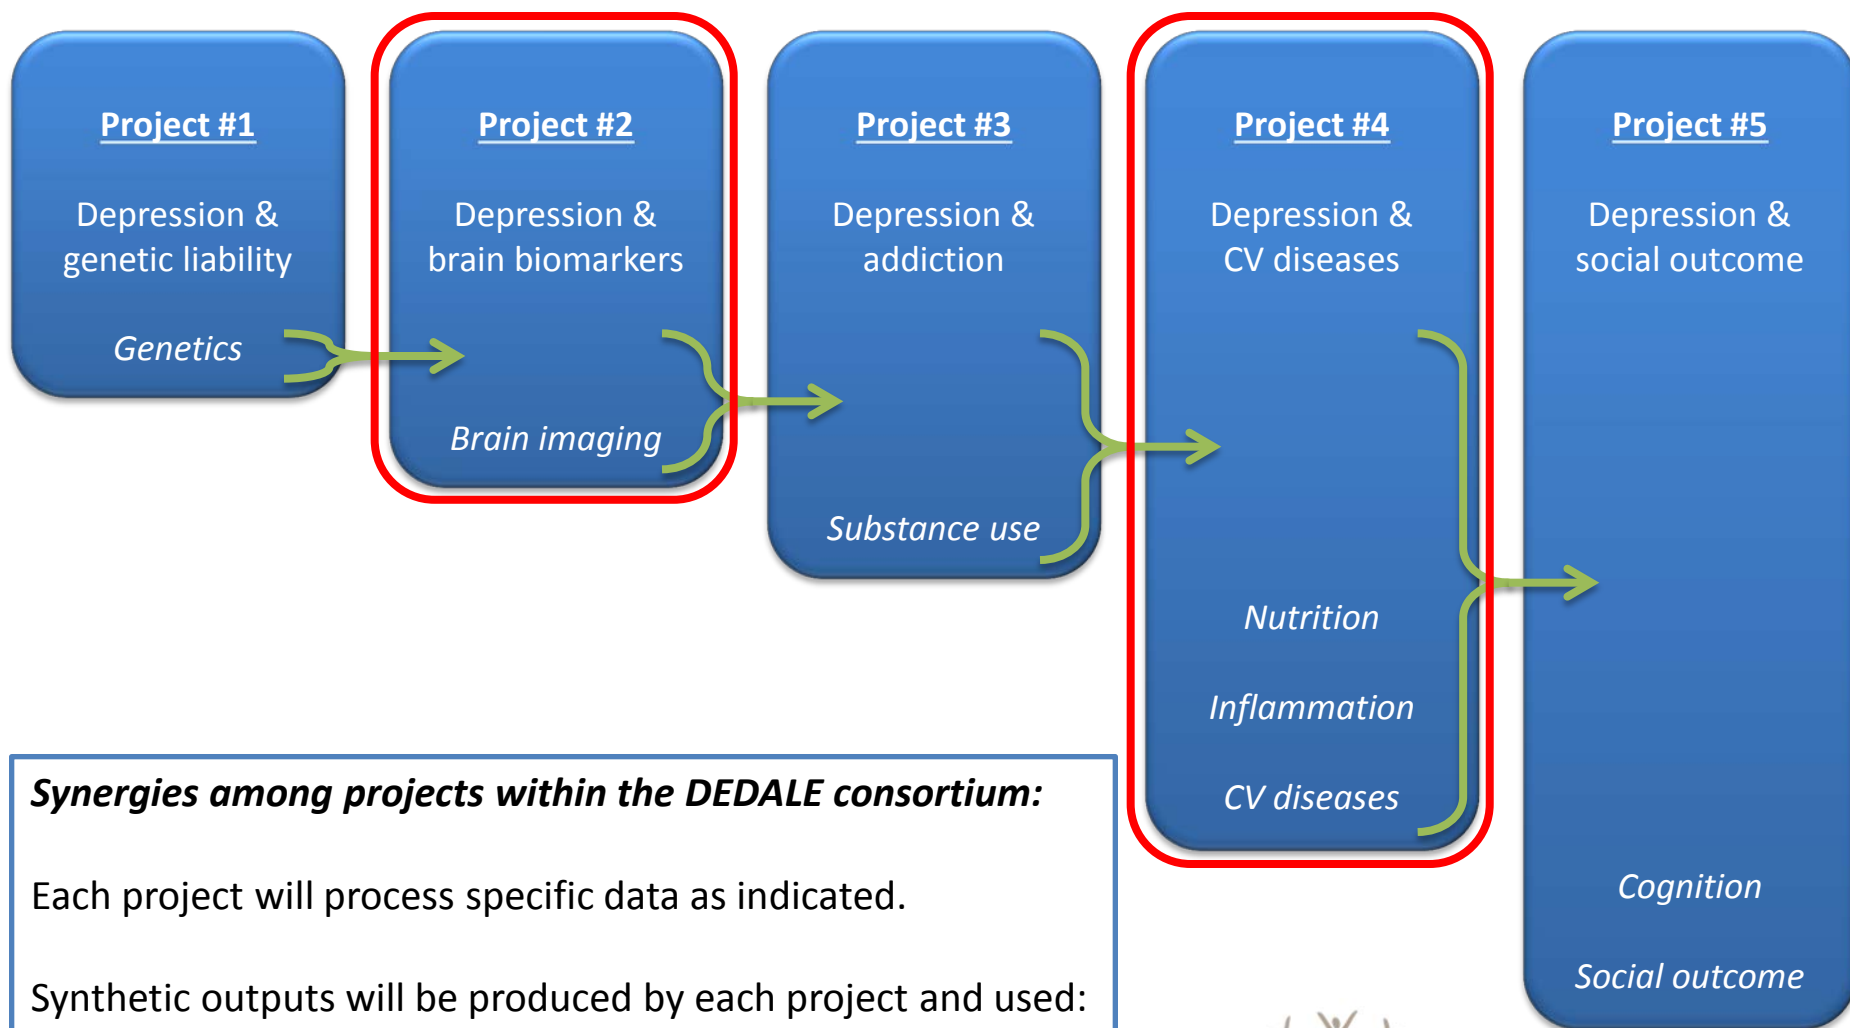 Project #1
Depression &
genetic liability
Genetics
Project #2
Depression &
brain biomarkers
Brain imaging
Project #3
Depression &
addiction
Substance use
Project #4
Depression &
CV diseases
Nutrition
Inflammation
CV diseases
Project #5
Depression &
social outcome
Cognition
Social outcome
Synergies among projects within the DEDALE consortium:
Each project will process specific data as indicated.
Synthetic outputs will be produced by each project and used: